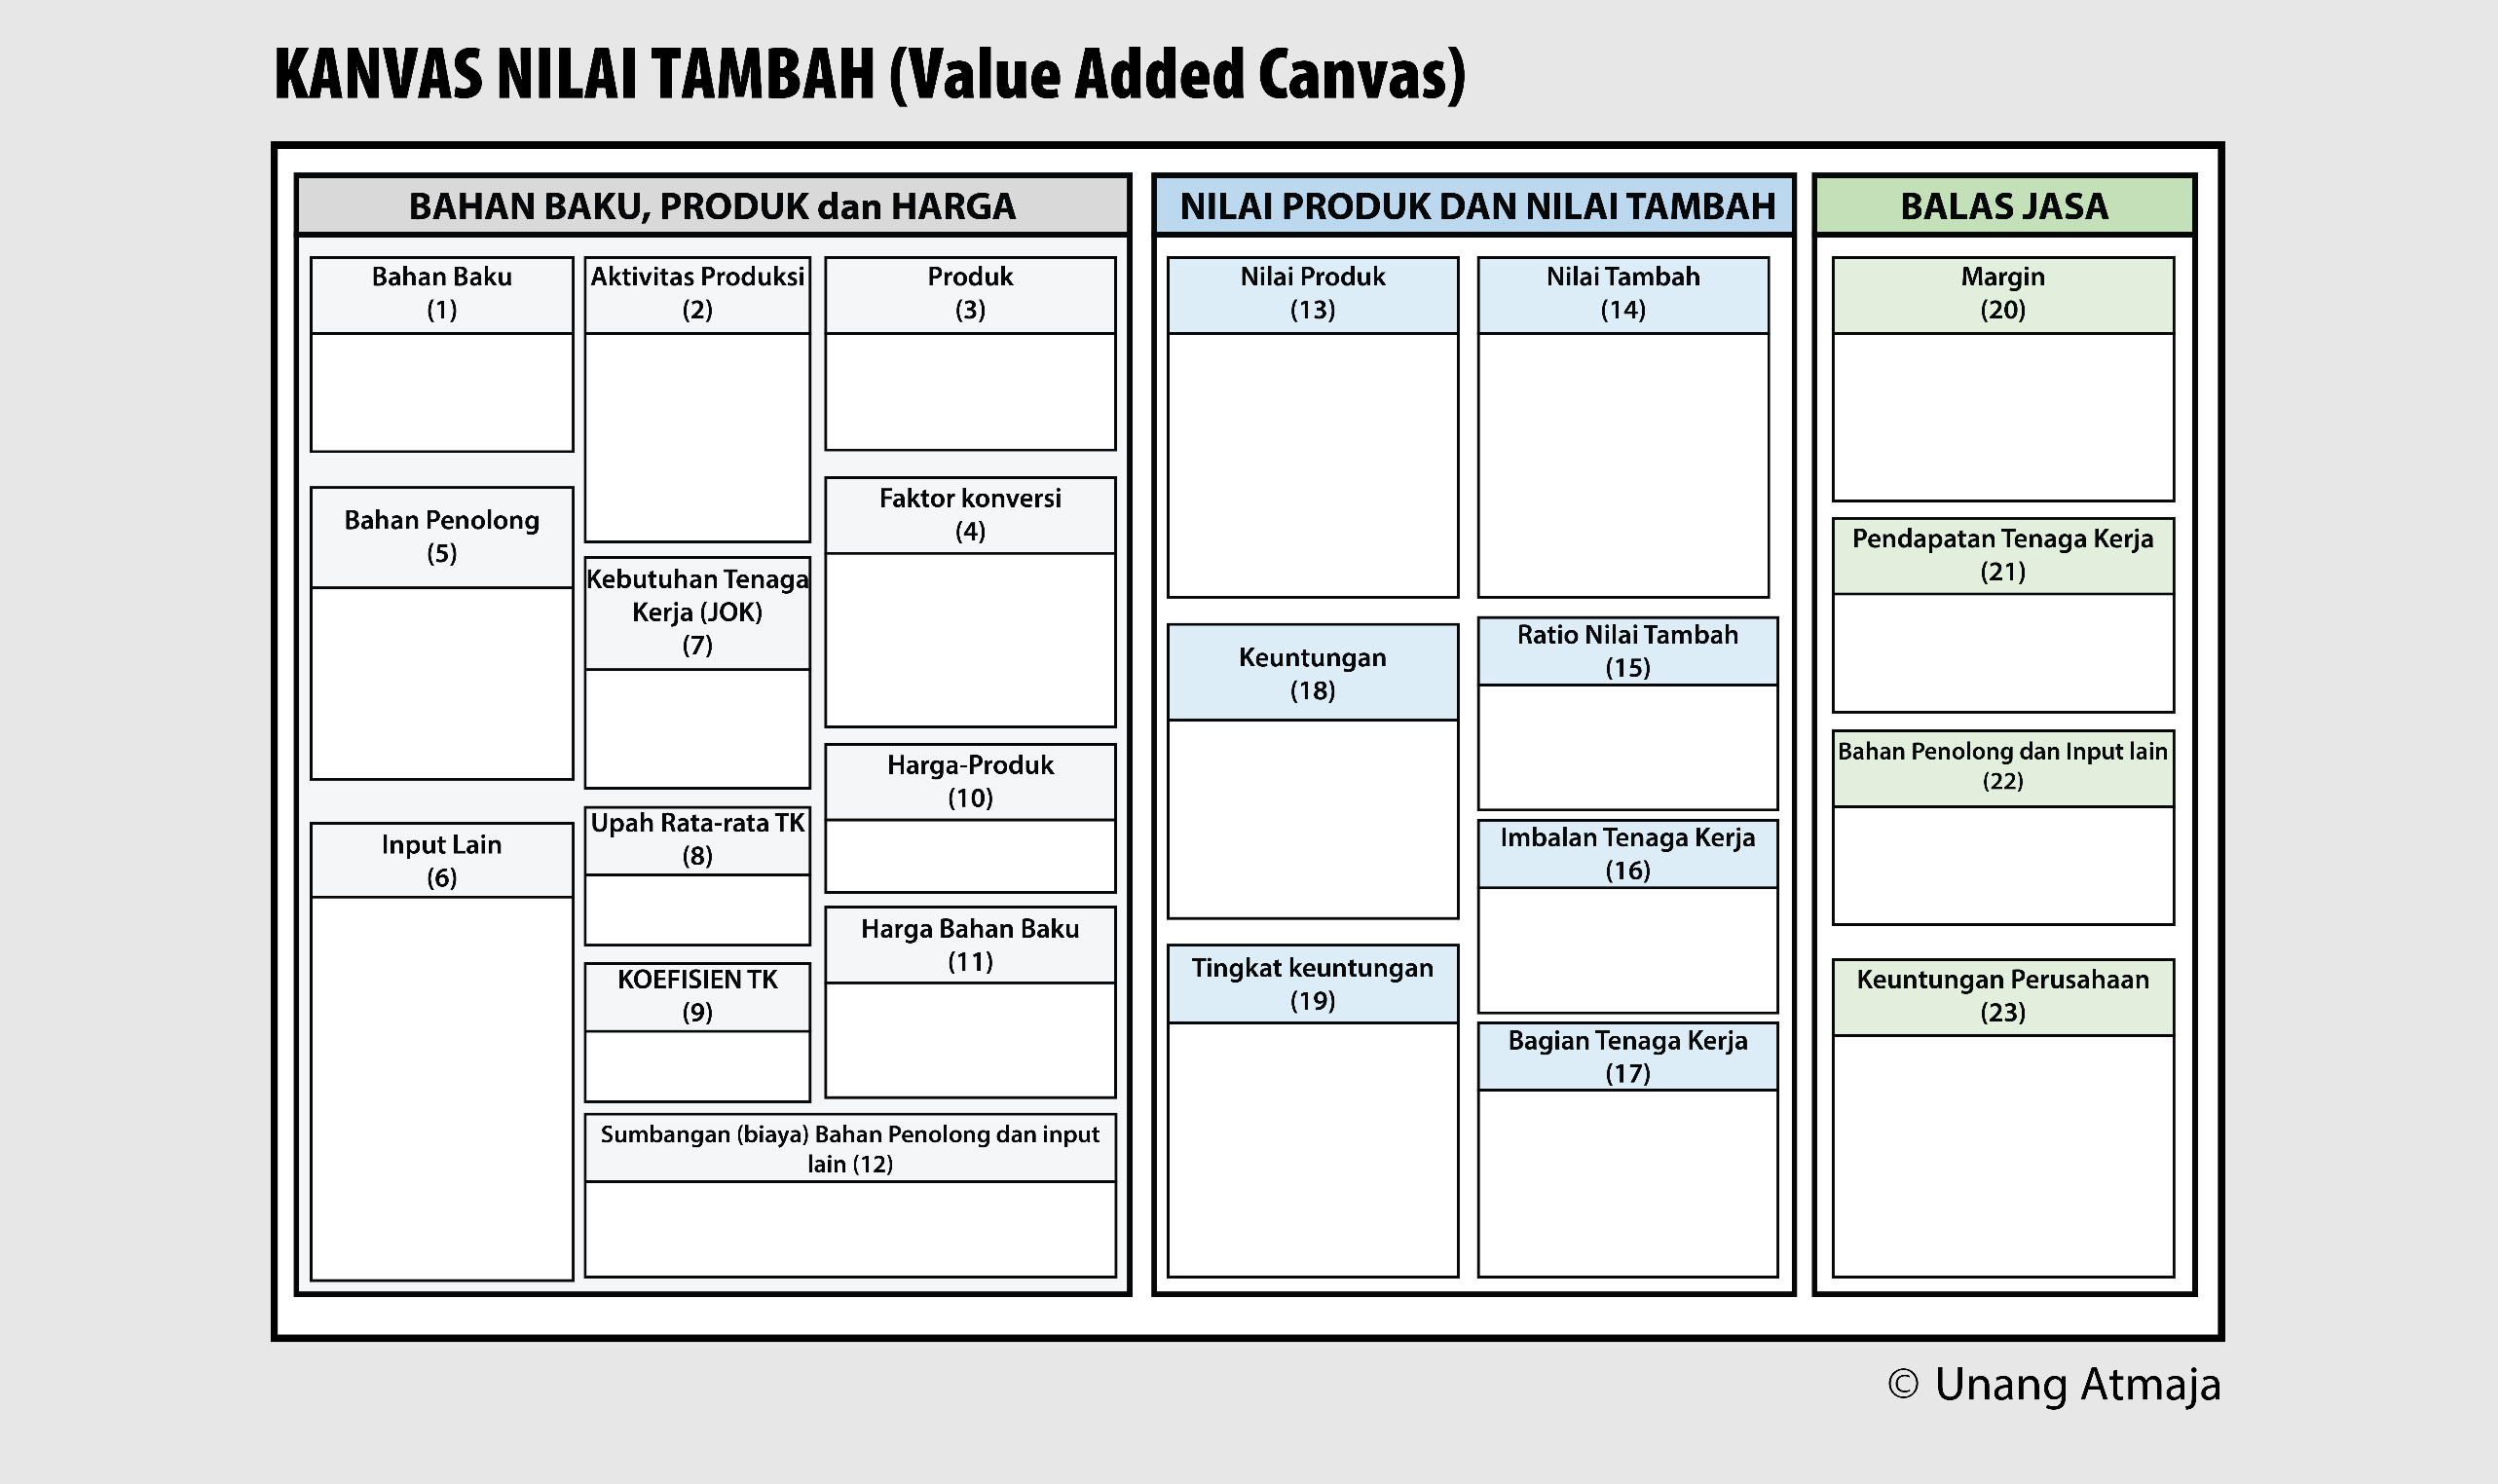 KANVAS NILAI TAMBAH (Value Added Canvas)
BAHAN BAKU, PRODUK dan HARGA
Bahan Baku
(1)
Aktivitas Produksi
(2)
Produk
(3)
Faktor konversi
(4)
Bahan Penolong
(5)
Kebutuhan Tenaga
Kerja (JOK)
(7)
Harga-Produk
(10)
Input Lain
(6)
Upah Rata-rata TK
(8)
Harga Bahan Baku
(11)
KOEFISIEN TK
(9)
Sumbangan (biaya) Bahan Penolong dan input
lain (12)
NILAI PRODUK DAN NILAI TAMBAH
Nilai Produk
(13)
Nilai Tambah
(14)
Keuntungan
(18)
Ratio Nilai Tambah
(15)
Imbalan Tenaga Kerja
(16)
Tingkat keuntungan
(19)
Bagian Tenaga Kerja
(17)
BALAS JASA
Margin
(20)
Pendapatan Tenaga Kerja
(21)
Bahan Penolong dan Input lain
(22)
Keuntungan Perusahaan
(23)
© Unang Atmaja